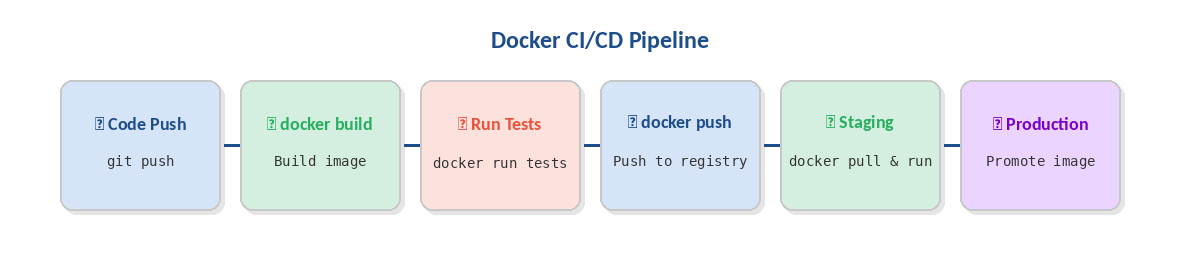 Docker CI/CD Pipeline
Code Push
git push
docker build
Build image
Run Tests
docker run tests
docker push
Push to registry
Staging
docker pull & run
Production
Promote image